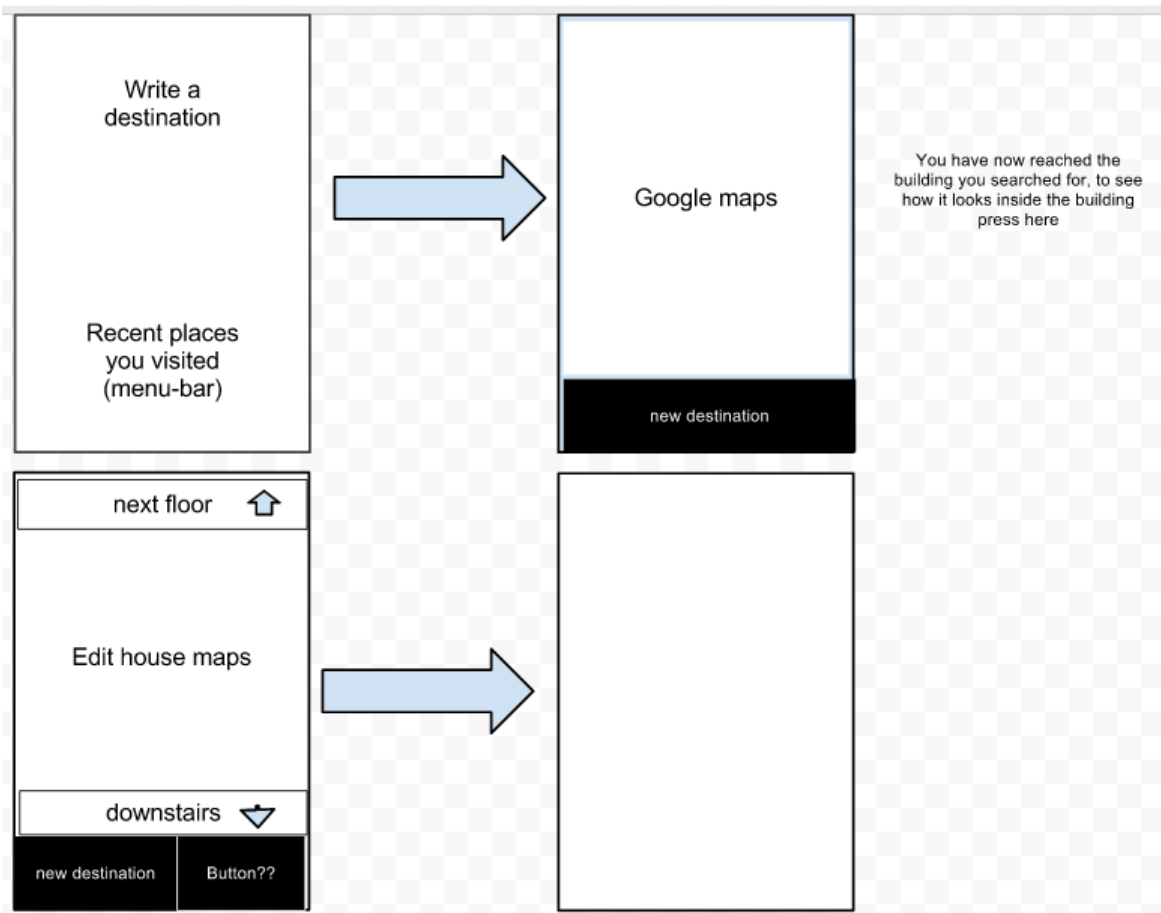 Write a
destination
Recent places
you visited
(menu-bar)
Google maps
new destination
You have now reached the
building you searched for, to see
how it looks inside the building
press here
next floor
Edit house maps
downstairs
new destination
Button??